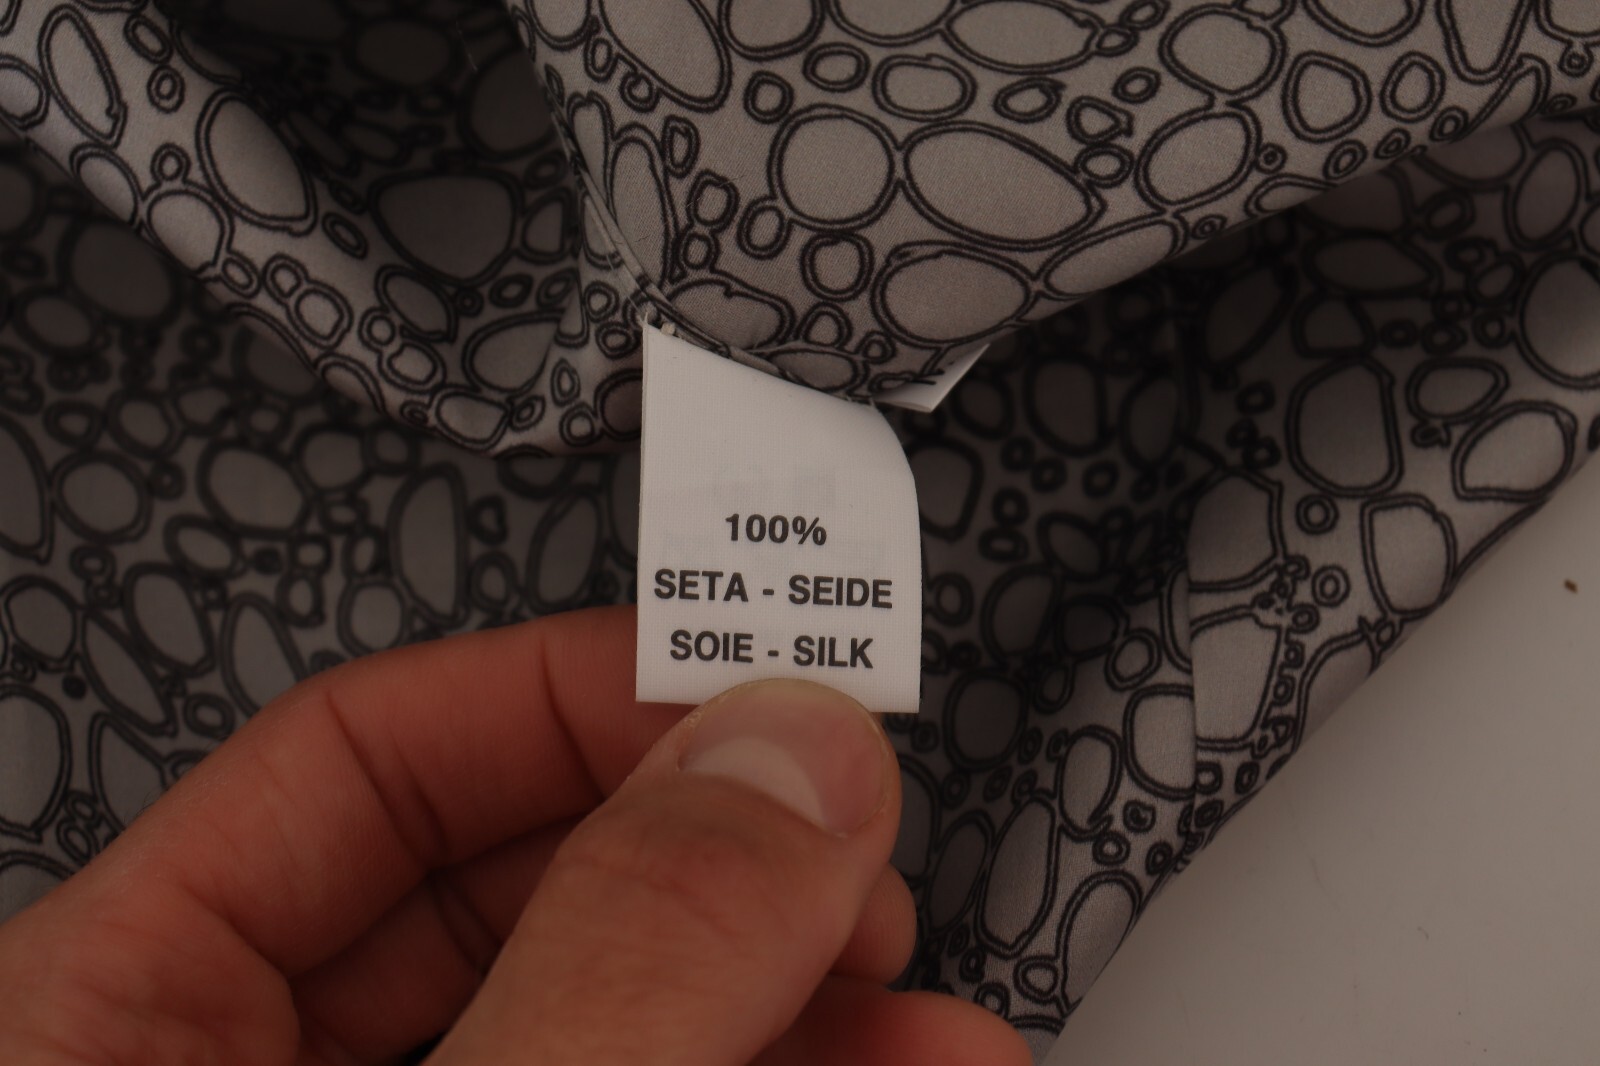 100%
SETA - SEIDE
SOIE - SILK